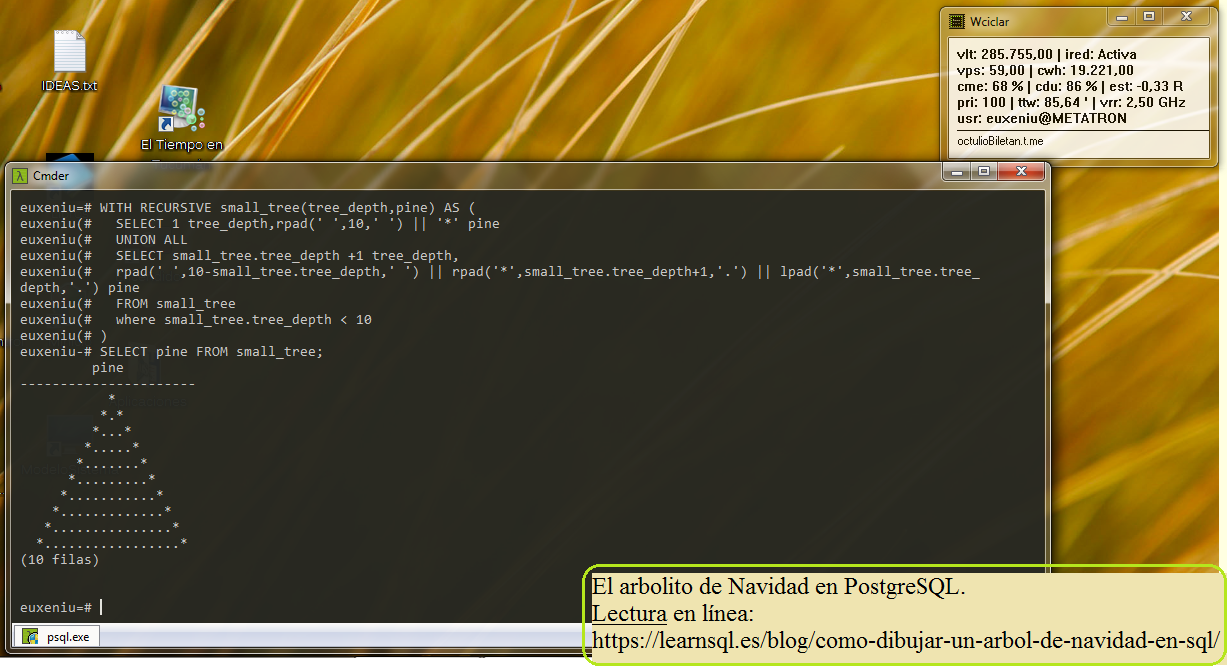 IDEAS.txt
El Tiempo en
Wciclar
vlt: 285.755,00 | ired: Activa
vps: 59,00 | cwh: 19.221,00
cme: 68 % | cdu: 86 % | est: -0,33 R
pri: 100 | ttw: 85,64 ' | vrr: 2,50 GHz
usr: euxeniu@METATRON
octulioBiletan.t.me
Cmder
euxeniu=# WITH RECURSIVE small_tree(tree_depth,pine) AS (
euxeniu(#   SELECT 1 tree_depth,rpad(' ',10,' ') || '*' pine
euxeniu(#   UNION ALL
euxeniu(#   SELECT small_tree.tree_depth +1 tree_depth,
euxeniu(#   rpad(' ',10-small_tree.tree_depth,' ') || rpad('*',small_tree.tree_depth+1,'.') || lpad('*',small_tree.tree_
depth,'.') pine
euxeniu(#   FROM small_tree
euxeniu(#   where small_tree.tree_depth < 10
euxeniu(# )
euxeniu-# SELECT pine FROM small_tree;
         pine
----------------------
           *
          *.*
         *...*
        *.....*
       *.......*
      *.........*
     *...........*
    *.............*
   *...............*
  *.................*
(10 filas)
euxeniu=#
psql.exe
El arbolito de Navidad en PostgreSQL.
Lectura en línea:
https://learnsql.es/blog/como-dibujar-un-arbol-de-navidad-en-sql/